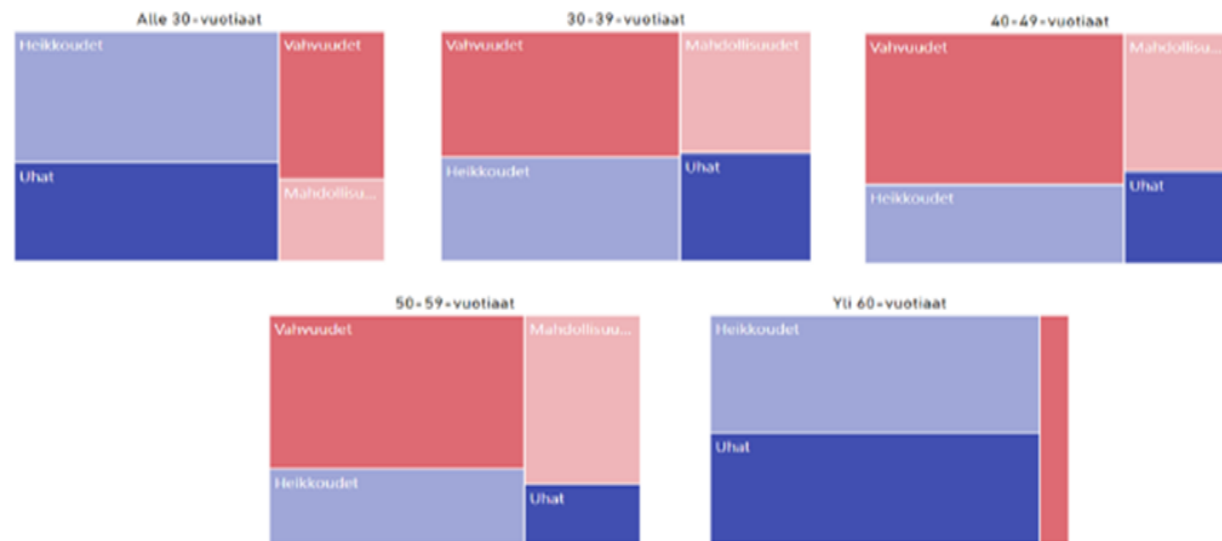 Alle 30-vuotiaat
Heikkoudet
Vahvuudet
Uhat
Mahdollisu...
30-39-vuotiaat
Vahvuudet
Mahdollisuudet
Heikkoudet
Uhat
40-49-vuotiaat
Vahvuudet
Mahdollisu...
Heikkoudet
Uhat
50-59-vuotiaat
Vahvuudet
Mahdollisuu...
Heikkoudet
Uhat
Yli 60-vuotiaat
Heikkoudet
Uhat